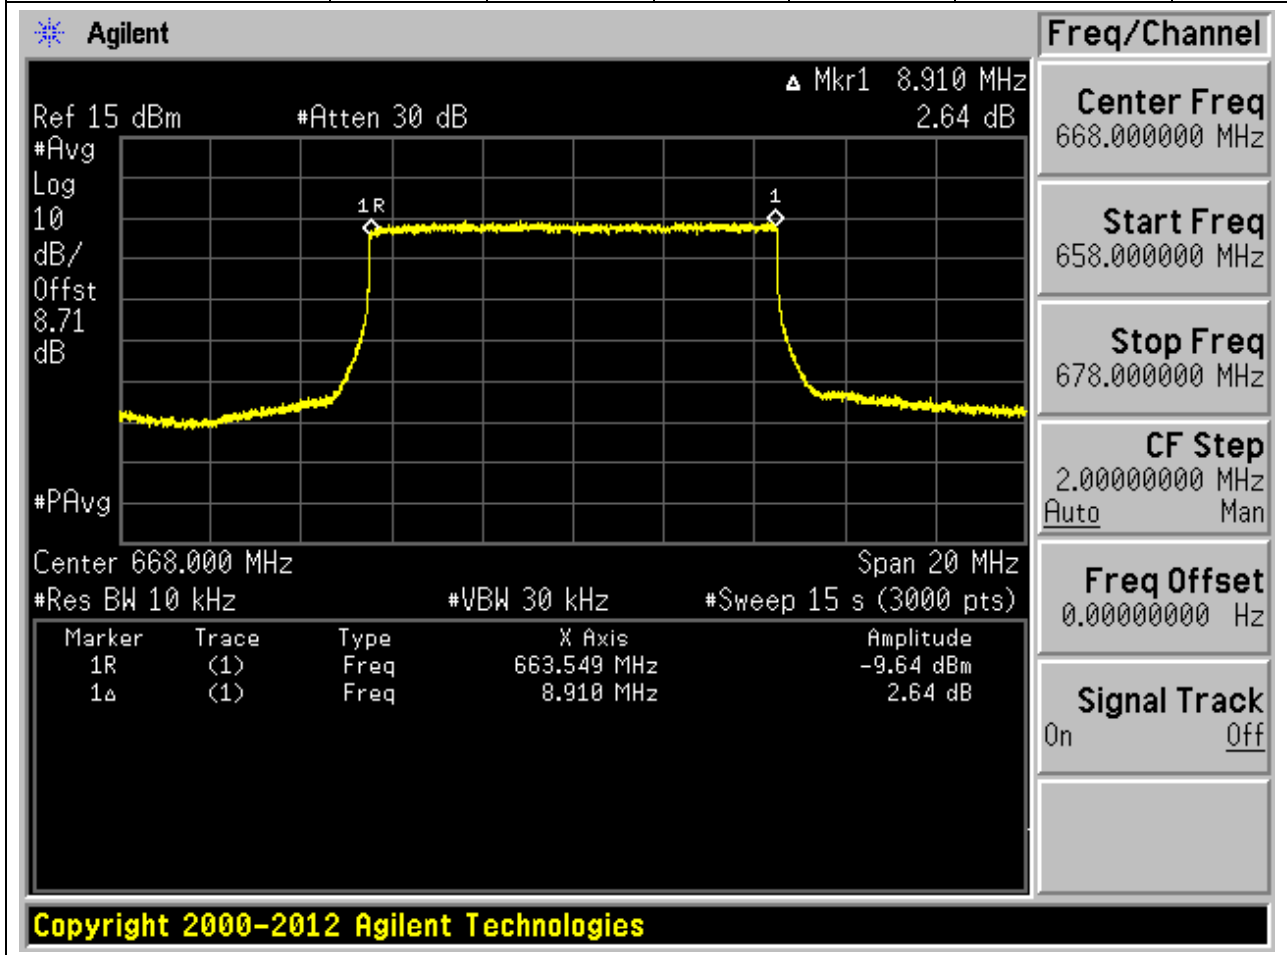 Agilent
Freq/Channel
Δ Mkr1 8.910 MHz
Ref 15 dBm #Atten 30 dB 2.64 dB
#Avg
Log
10
dB/
Offst
8.71
dB
#PAvg
1R
1
Center 668.000 MHz Span 20 MHz
#Res BW 10 kHz #VBW 30 kHz #Sweep 15 s (3000 pts)
Marker Trace Type X Axis Amplitude
1R (1) Freq 663.549 MHz -9.64 dBm
1Δ (1) Freq 8.910 MHz 2.64 dB
Center Freq
668.000000 MHz
Start Freq
658.000000 MHz
Stop Freq
678.000000 MHz
CF Step
2.00000000 MHz
Auto Man
Freq Offset
0.00000000 Hz
Signal Track
On Off
Copyright 2000-2012 Agilent Technologies